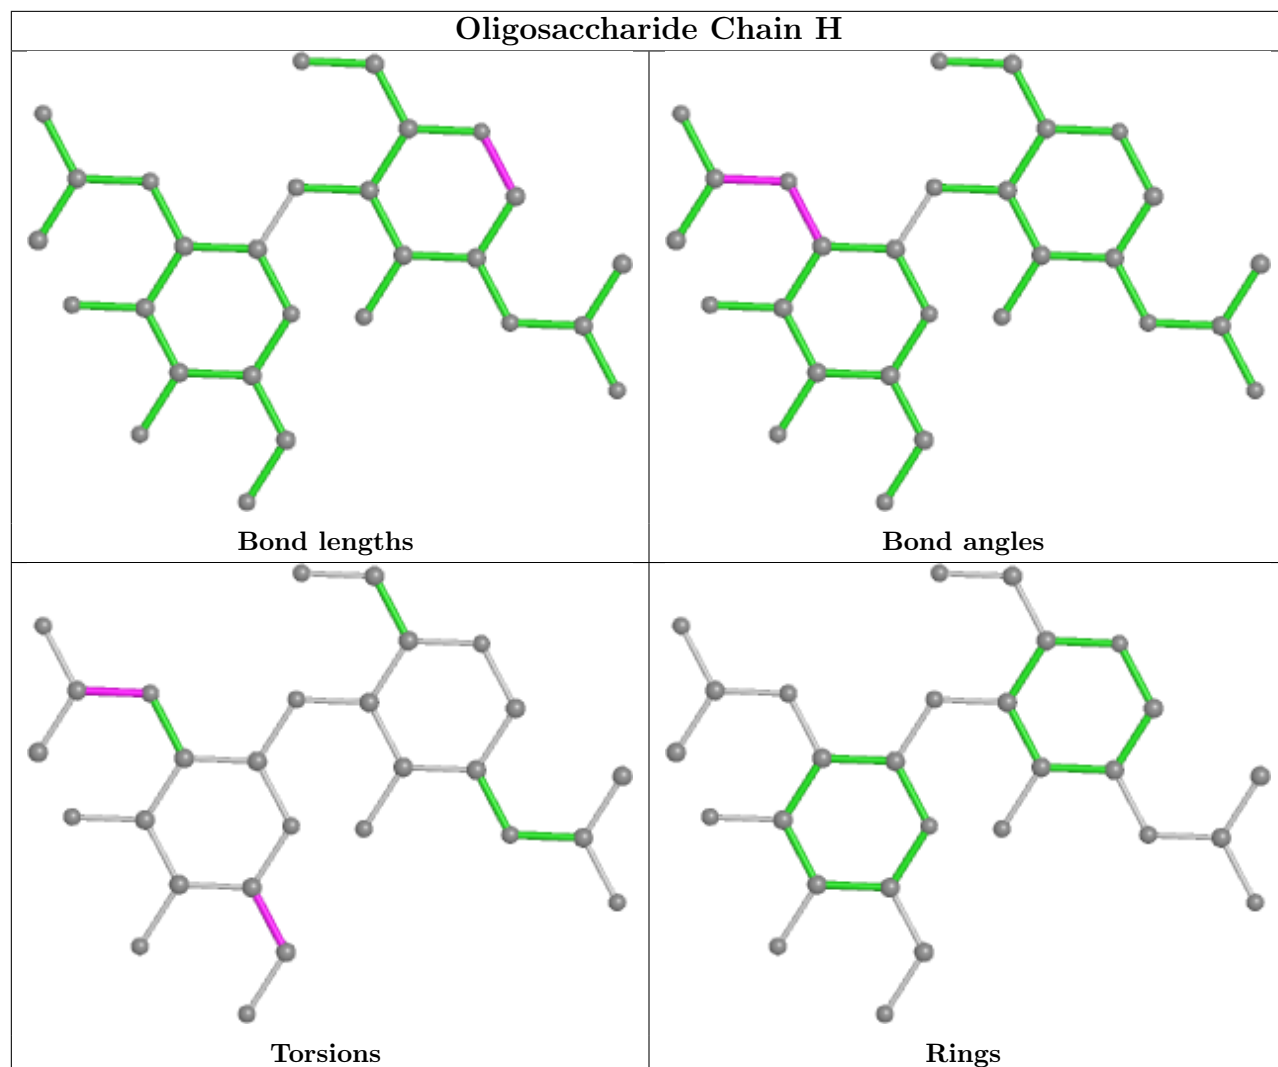 Oligosaccharide Chain H
Bond lengths
Bond angles
Torsions
Rings